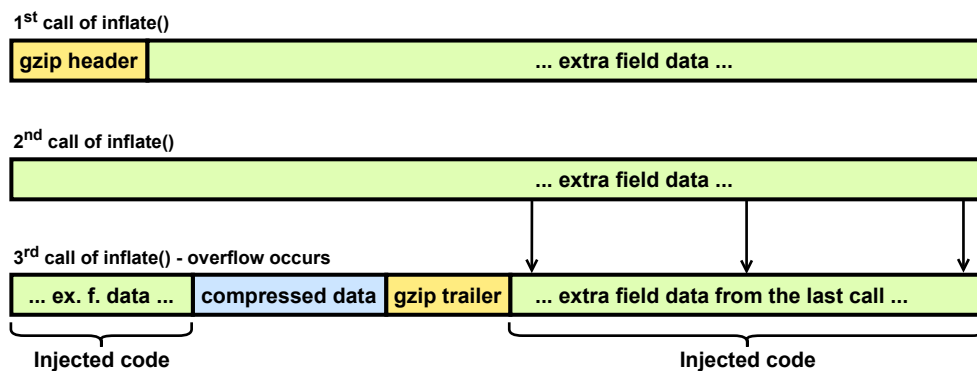 1st call of inflate()
gzip header ... extra field data ...
2nd call of inflate()
... extra field data ...
3rd call of inflate() - overflow occurs
... ex. f. data ... compressed data gzip trailer ... extra field data from the last call ...
Injected code Injected code